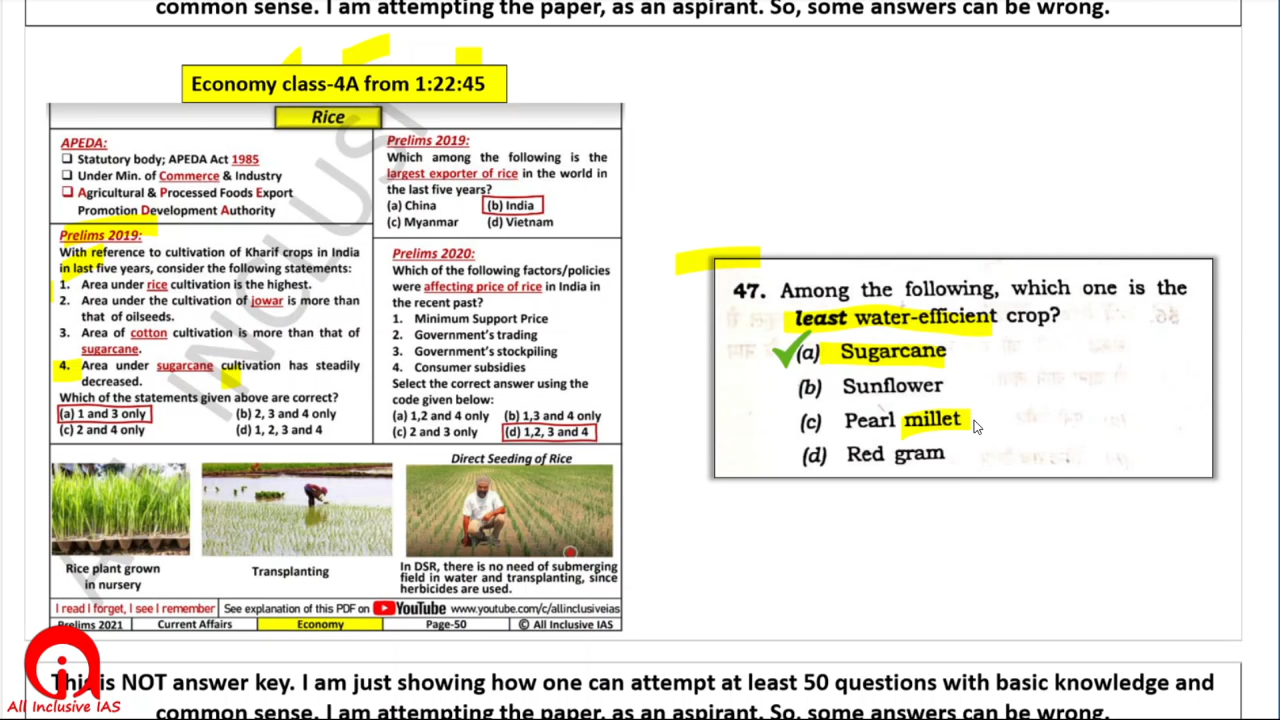 common sense. I am attempting the paper, as an aspirant. So, some answers can be wrong.
Economy class-4A from 1:22:45
Rice
APEDA:
❑ Statutory body; APEDA Act 1985
❑ Under Min. of Commerce & Industry
❑ Agricultural & Processed Foods Export
Promotion Development Authority
Prelims 2019:
With reference to cultivation of Kharif crops in India
in last five years, consider the following statements:
1. Area under rice cultivation is the highest.
2. Area under the cultivation of jowar is more than
that of oilseeds.
3. Area of cotton cultivation is more than that of
sugarcane.
4. Area under sugarcane cultivation has steadily
decreased.
Which of the statements given above are correct?
(a) 1 and 3 only (b) 2, 3 and 4 only
(c) 2 and 4 only (d) 1, 2, 3 and 4
Prelims 2019:
Which among the following is the
largest exporter of rice in the world in
the last five years?
(a) China (b) India
(c) Myanmar (d) Vietnam
Prelims 2020:
Which of the following factors/policies
were affecting price of rice in India in
the recent past?
1. Minimum Support Price
2. Government's trading
3. Government's stockpiling
4. Consumer subsidies
Select the correct answer using the
code given below:
(a) 1,2 and 4 only (b) 1,3 and 4 only
(c) 2 and 3 only (d) 1,2,3 and 4
Direct Seeding of Rice
Rice plant grown
in nursery
Transplanting
In DSR, there is no need of submerging
field in water and transplanting, since
herbicides are used.
I read I forget, I see I remember See explanation of this PDF on YouTube www.youtube.com/c/allinclusiveias
Prelims 2021 Current Affairs Economy Page-50 © All Inclusive IAS
47. Among the following, which one is the
least water-efficient crop?
(a) Sugarcane
(b) Sunflower
(c) Pearl millet
(d) Red gram
This is NOT answer key. I am just showing how one can attempt at least 50 questions with basic knowledge and
common sense. I am attempting the paper, as an aspirant. So, some answers can be wrong.
All Inclusive IAS